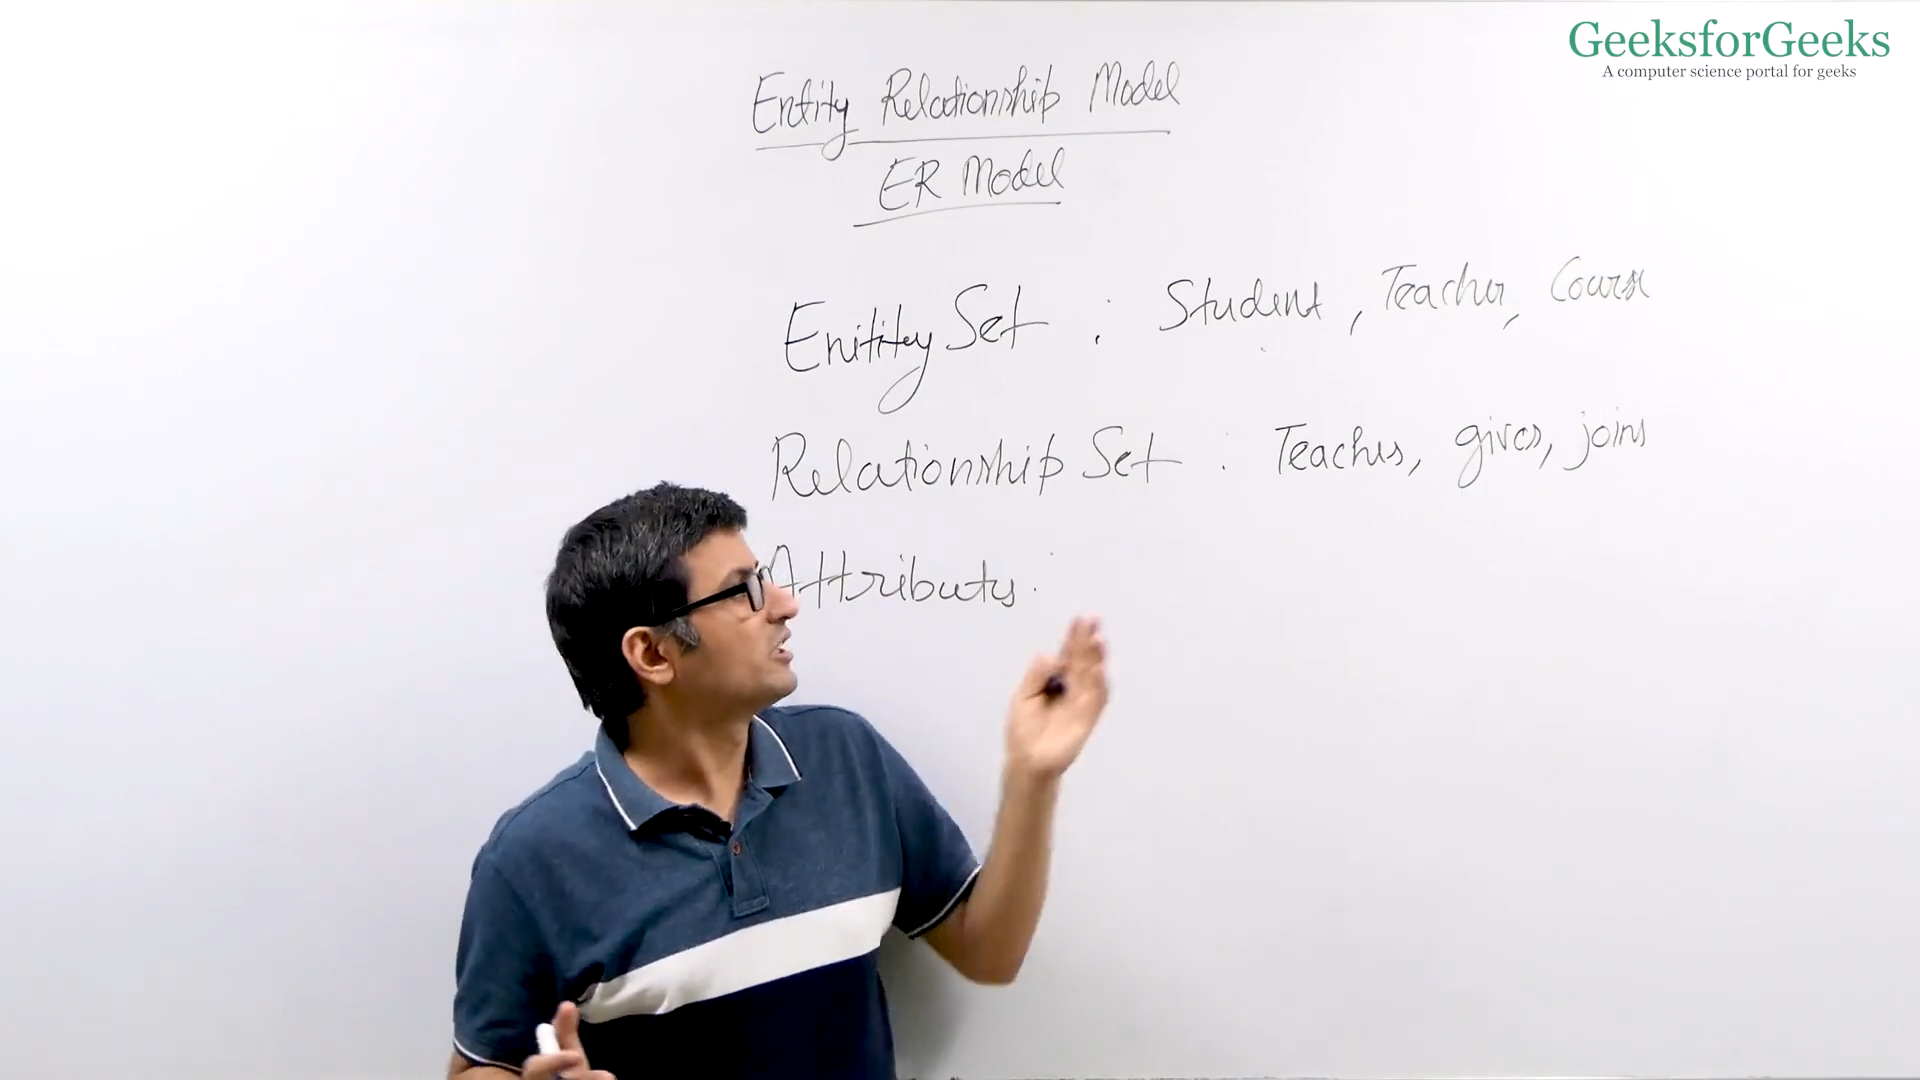 GeeksforGeeks
A computer science portal for geeks
Entity Relationship Model
ER Model
Enitity Set : Student, Teacher, Course
Relationship Set : Teaches, gives, joins
Attributes :